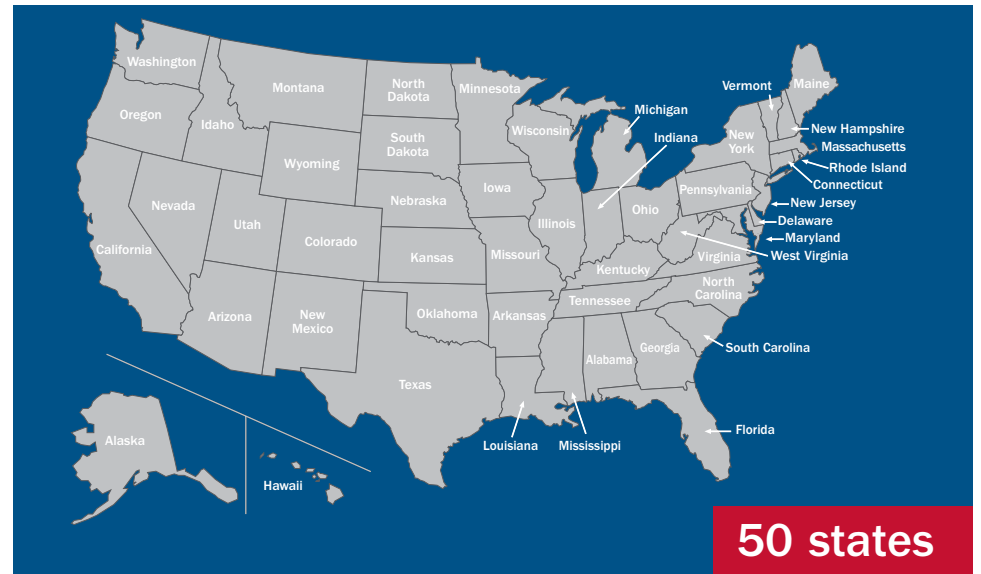 Washington
Oregon
Idaho
Montana
North
Dakota
Minnesota
South
Dakota
Wyoming
Wisconsin
Michigan
Indiana
Vermont
Maine
New
York
New Hampshire
Massachusetts
Rhode Island
Connecticut
New Jersey
Delaware
Maryland
West Virginia
Pennsylvania
Ohio
Illinois
Iowa
Nebraska
Nevada
Utah
Colorado
California
Kansas
Missouri
Kentucky
Virginia
North
Carolina
Tennessee
Arizona
New
Mexico
Oklahoma
Arkansas
South Carolina
Georgia
Alabama
Texas
Louisiana
Mississippi
Florida
Alaska
Hawaii
50 states